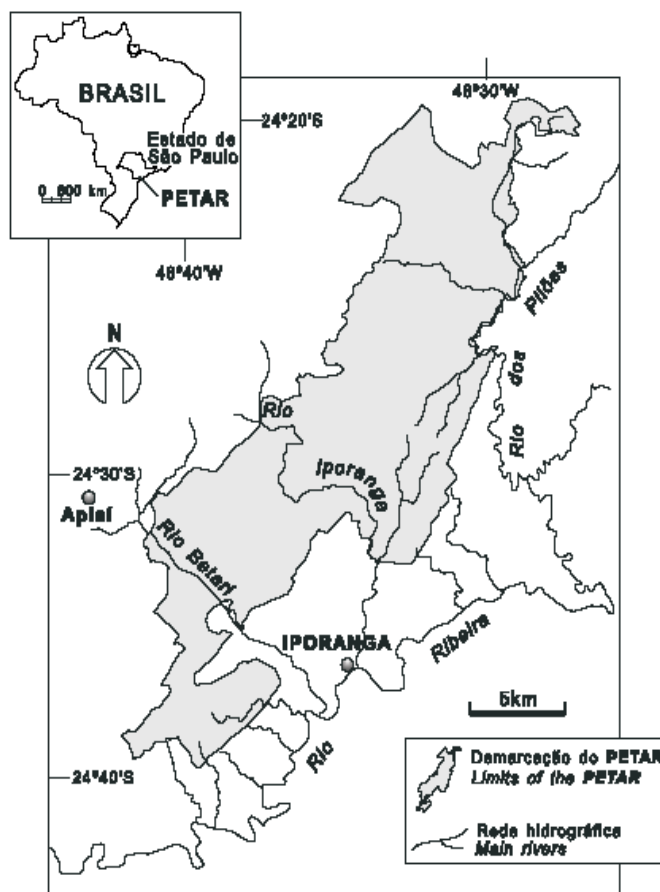 BRASIL
Estado de
São Paulo
0 600 km
PETAR
48°30'W
24°20'S
48°40'W
N
Rio dos Pilões
Rio Iporanga
24°30'S
Apiaí
Rio Betari
IPORANGA
Rio Ribeira
5km
24°40'S
Demarcação do PETAR
Limits of the PETAR
Rede hidrográfica
Main rivers